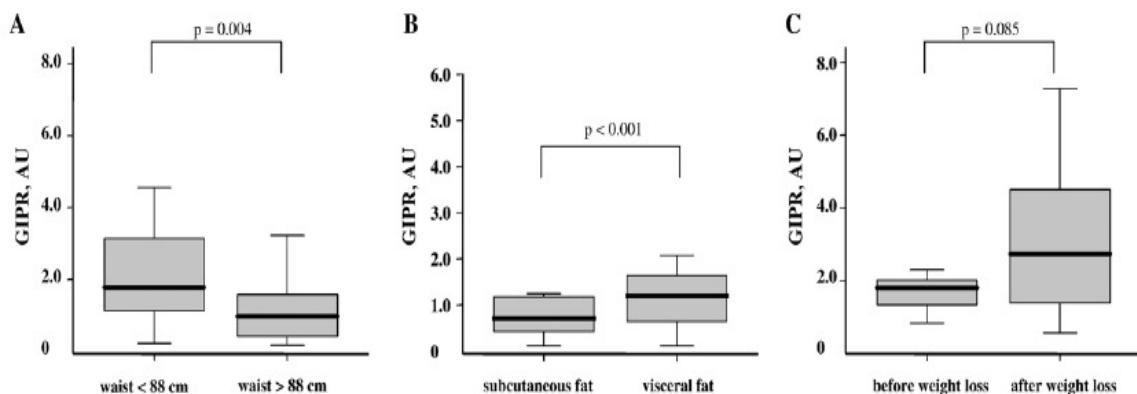 A
p = 0.004
GIPR, AU
8.0
6.0
4.0
2.0
0
waist < 88 cm
waist > 88 cm
B
p < 0.001
GIPR, AU
6.0
5.0
4.0
3.0
2.0
1.0
0
subcutaneous fat
visceral fat
C
p = 0.085
GIPR, AU
8.0
6.0
4.0
2.0
0
before weight loss
after weight loss